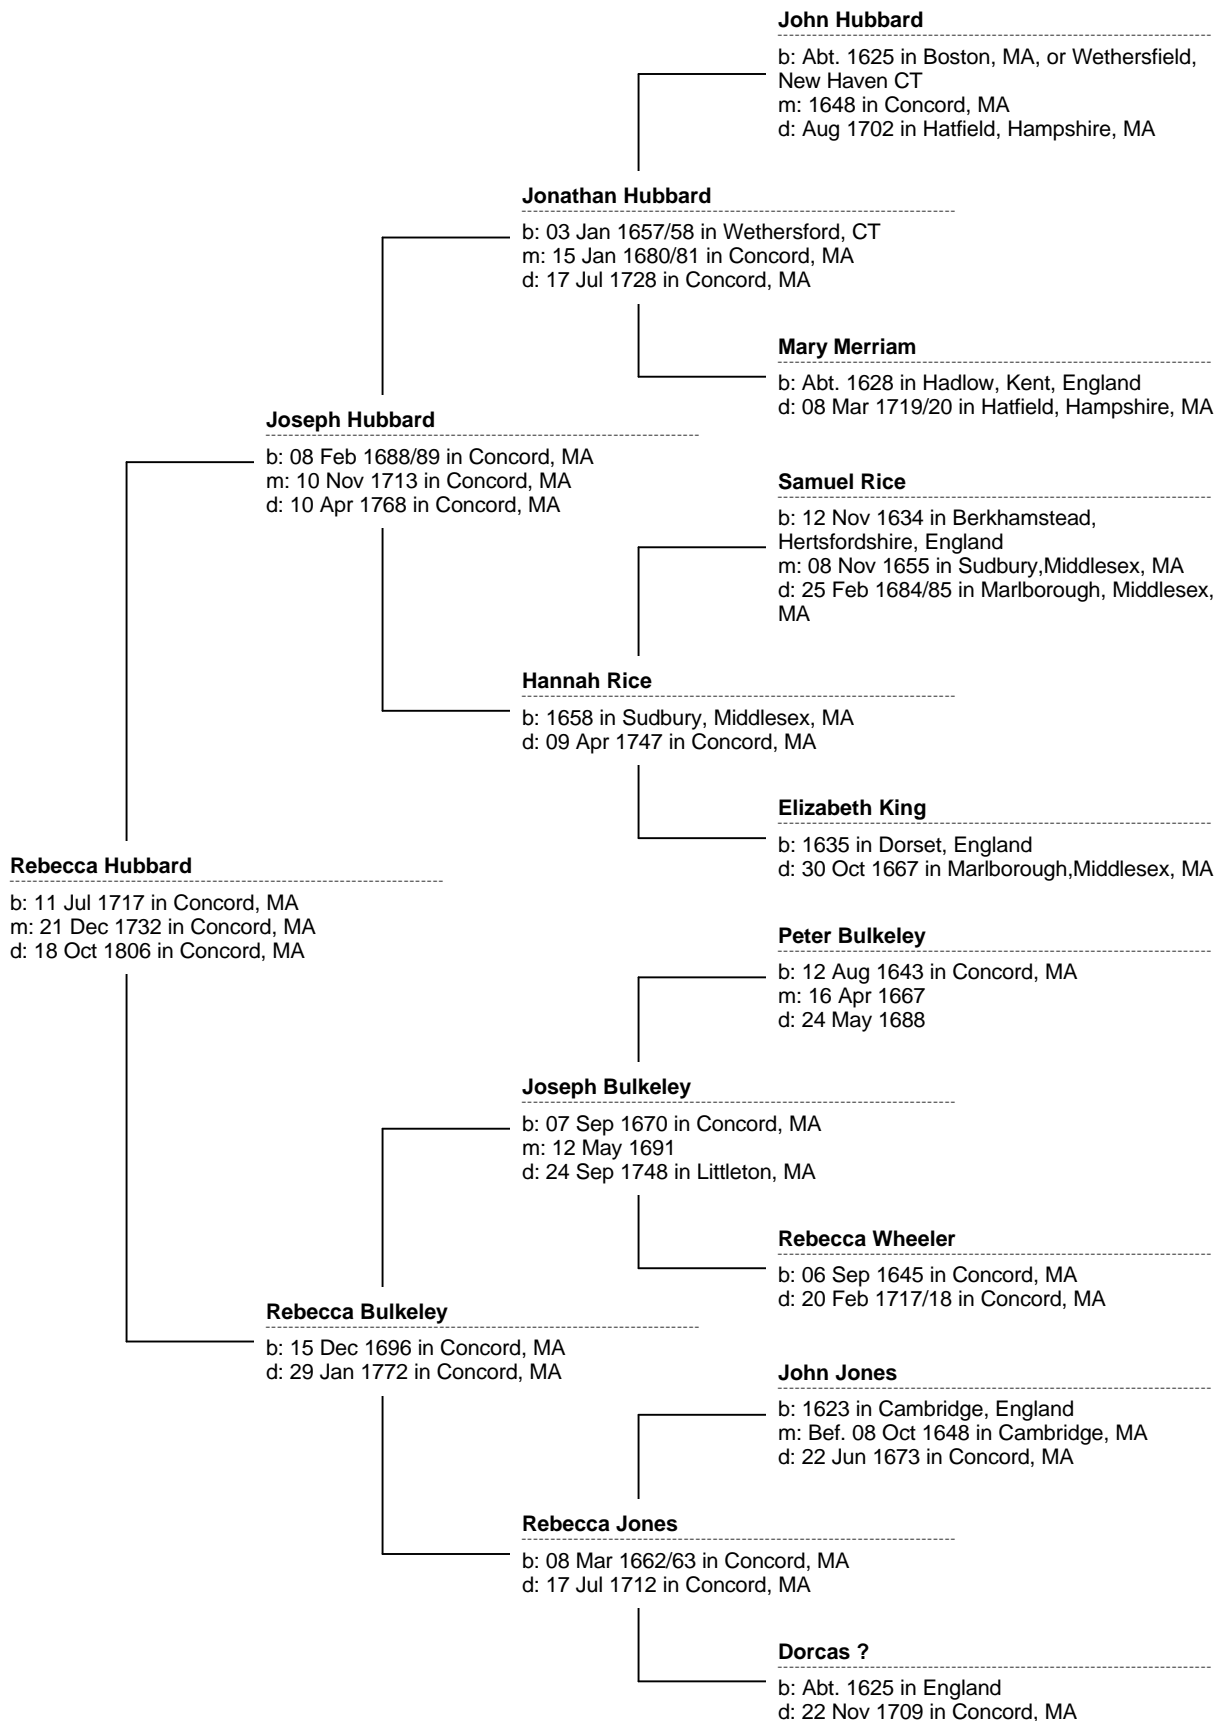 John Hubbard
b: Abt. 1625 in Boston, MA, or Wethersfield,
New Haven CT
m: 1648 in Concord, MA
d: Aug 1702 in Hatfield, Hampshire, MA
Jonathan Hubbard
b: 03 Jan 1657/58 in Wethersford, CT
m: 15 Jan 1680/81 in Concord, MA
d: 17 Jul 1728 in Concord, MA
Mary Merriam
b: Abt. 1628 in Hadlow, Kent, England
d: 08 Mar 1719/20 in Hatfield, Hampshire, MA
Joseph Hubbard
b: 08 Feb 1688/89 in Concord, MA
m: 10 Nov 1713 in Concord, MA
d: 10 Apr 1768 in Concord, MA
Samuel Rice
b: 12 Nov 1634 in Berkhamstead,
Hertsfordshire, England
m: 08 Nov 1655 in Sudbury,Middlesex, MA
d: 25 Feb 1684/85 in Marlborough, Middlesex,
MA
Hannah Rice
b: 1658 in Sudbury, Middlesex, MA
d: 09 Apr 1747 in Concord, MA
Elizabeth King
b: 1635 in Dorset, England
d: 30 Oct 1667 in Marlborough,Middlesex, MA
Rebecca Hubbard
b: 11 Jul 1717 in Concord, MA
m: 21 Dec 1732 in Concord, MA
d: 18 Oct 1806 in Concord, MA
Peter Bulkeley
b: 12 Aug 1643 in Concord, MA
m: 16 Apr 1667
d: 24 May 1688
Joseph Bulkeley
b: 07 Sep 1670 in Concord, MA
m: 12 May 1691
d: 24 Sep 1748 in Littleton, MA
Rebecca Wheeler
b: 06 Sep 1645 in Concord, MA
d: 20 Feb 1717/18 in Concord, MA
Rebecca Bulkeley
b: 15 Dec 1696 in Concord, MA
d: 29 Jan 1772 in Concord, MA
John Jones
b: 1623 in Cambridge, England
m: Bef. 08 Oct 1648 in Cambridge, MA
d: 22 Jun 1673 in Concord, MA
Rebecca Jones
b: 08 Mar 1662/63 in Concord, MA
d: 17 Jul 1712 in Concord, MA
Dorcas ?
b: Abt. 1625 in England
d: 22 Nov 1709 in Concord, MA